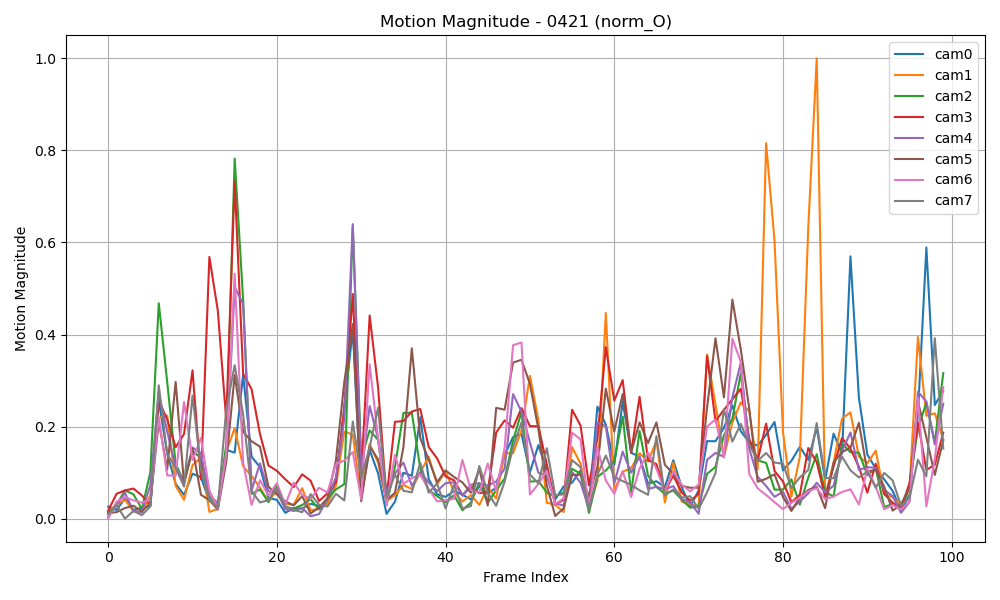 Motion Magnitude - 0421 (norm_O)
Motion Magnitude
1.0
0.8
0.6
0.4
0.2
0.0
0
20
40
60
80
100
Frame Index
cam0
cam1
cam2
cam3
cam4
cam5
cam6
cam7